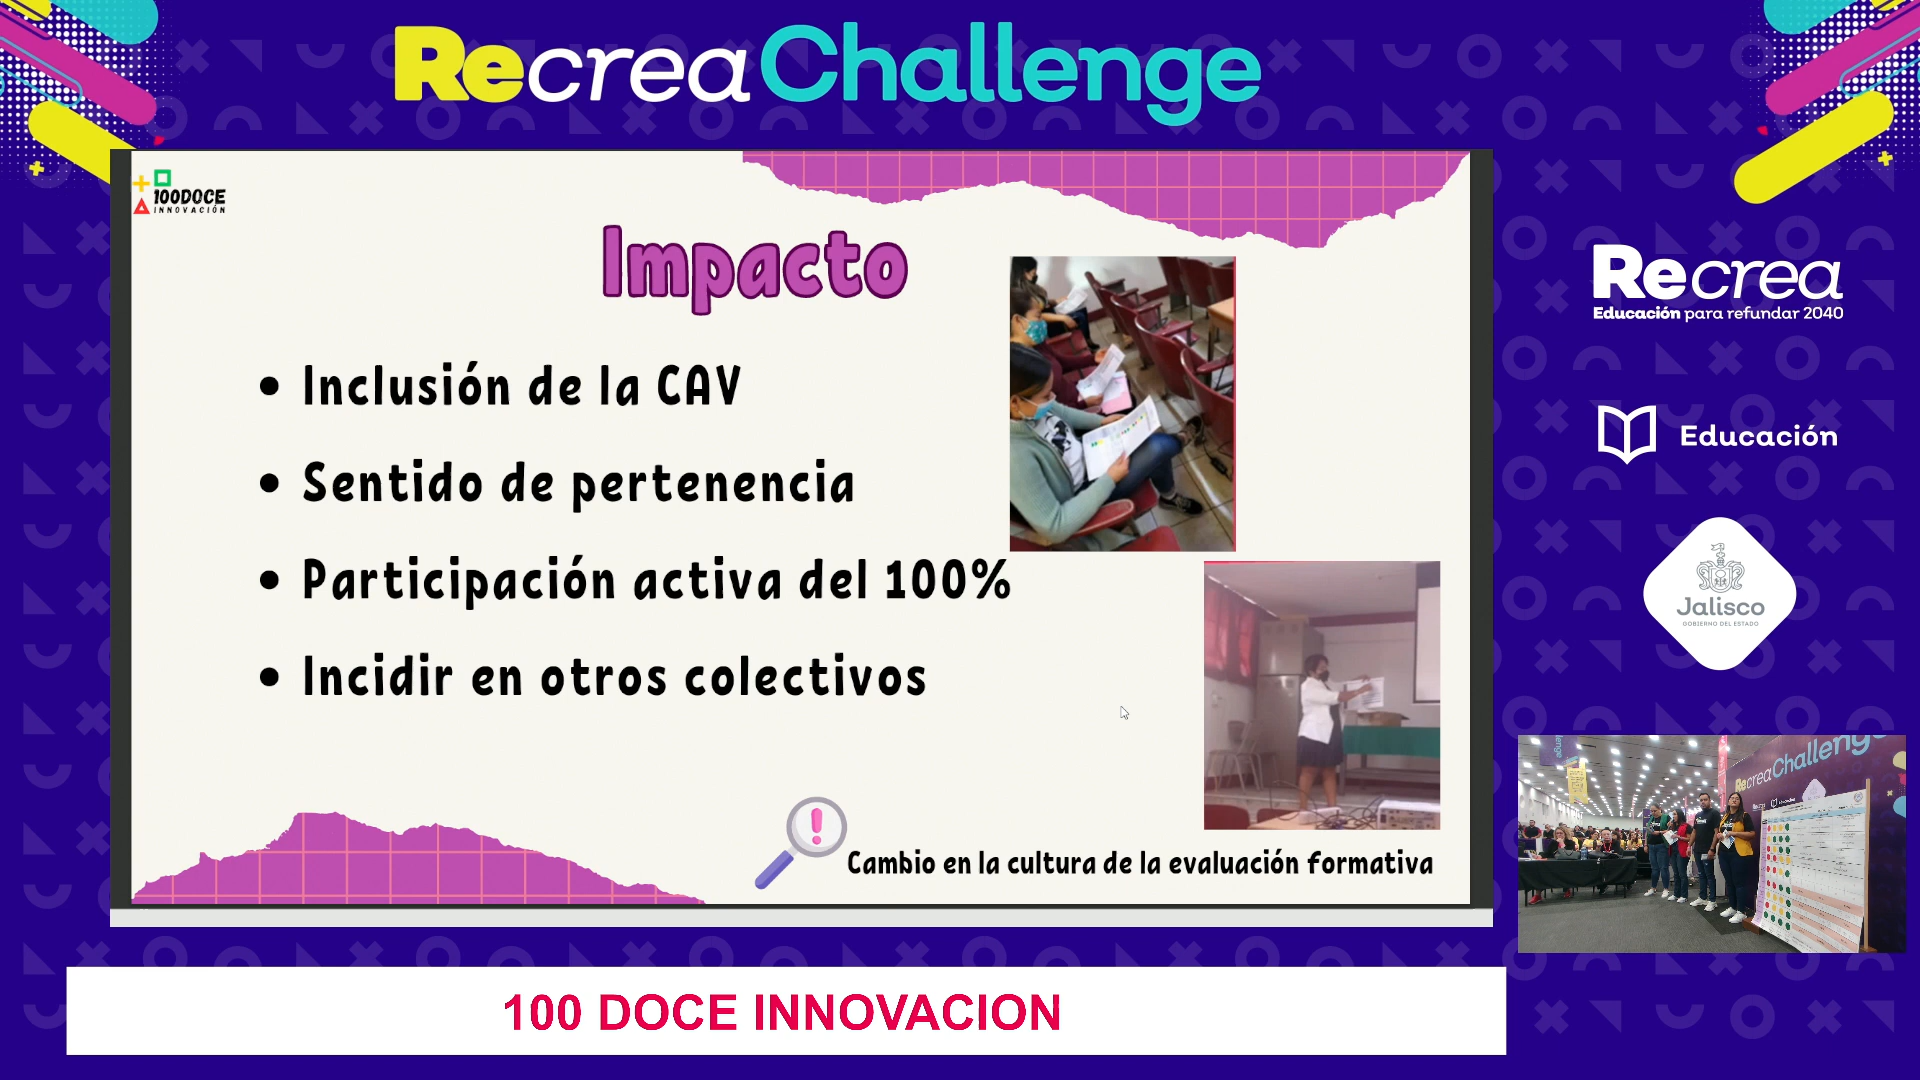 RecreaChallenge
100DOCE
INNOVACIÓN
Impacto
• Inclusión de la CAV
• Sentido de pertenencia
• Participación activa del 100%
• Incidir en otros colectivos
Cambio en la cultura de la evaluación formativa
Recrea
Educación para refundar 2040
Educación
Jalisco
GOBIERNO DEL ESTADO
RecreaChallenge
100 DOCE INNOVACION